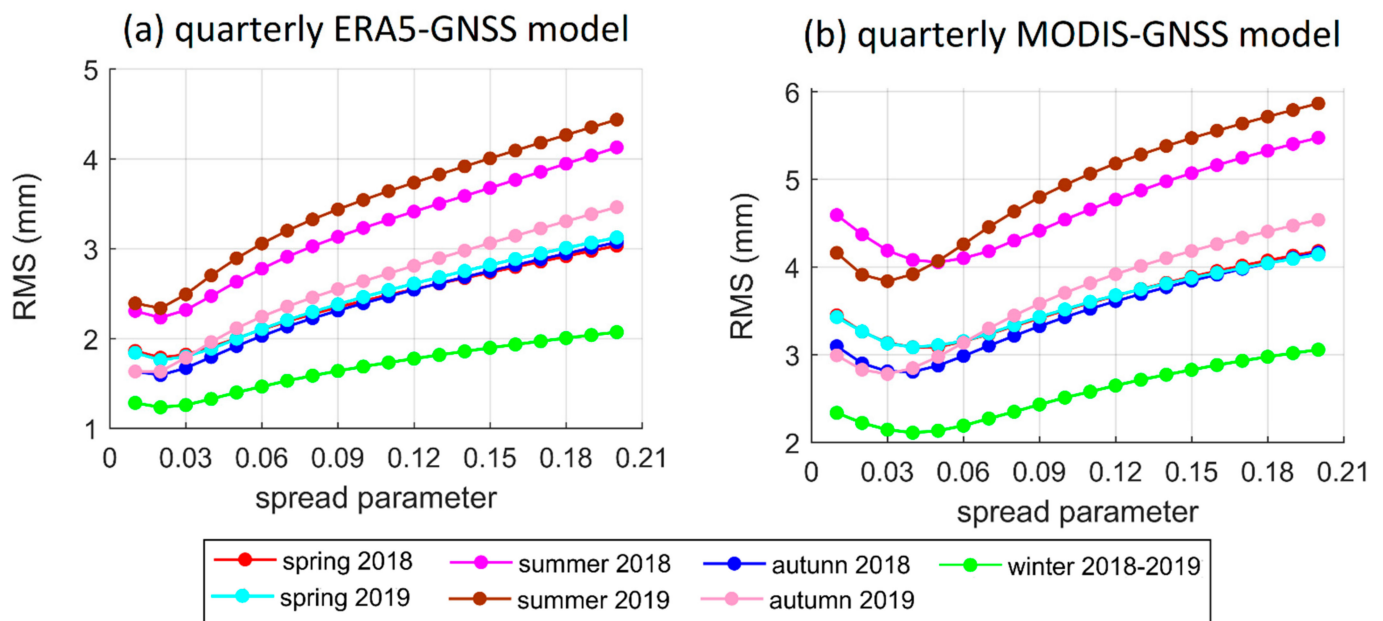 (a) quarterly ERA5-GNSS model
5
4
3
2
1
RMS (mm)
0 0.03 0.06 0.09 0.12 0.15 0.18 0.21
spread parameter
(b) quarterly MODIS-GNSS model
6
5
4
3
2
RMS (mm)
0 0.03 0.06 0.09 0.12 0.15 0.18 0.21
spread parameter
spring 2018 summer 2018 autunn 2018 winter 2018-2019
spring 2019 summer 2019 autumn 2019